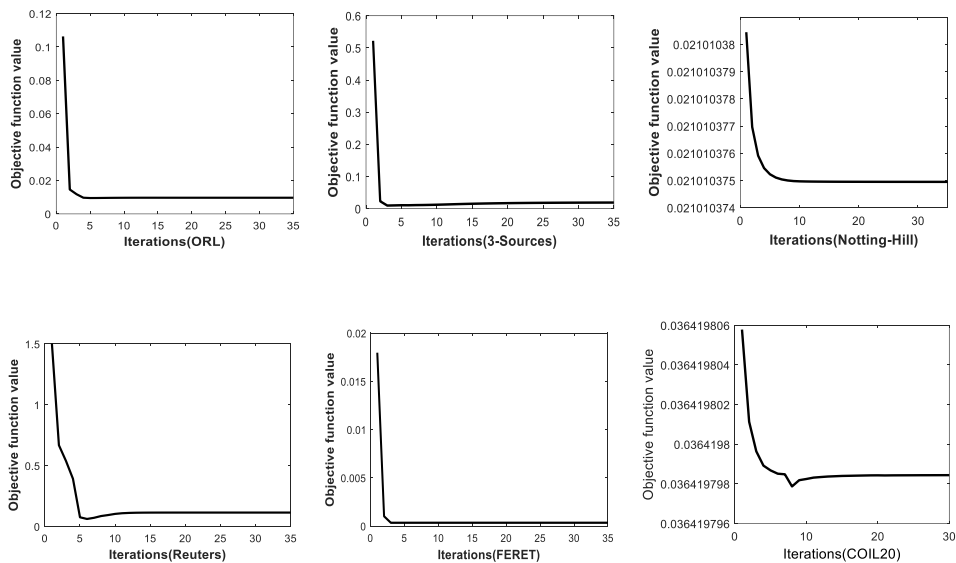 Objective function value
0.12
0.1
0.08
0.06
0.04
0.02
0
0 5 10 15 20 25 30 35
Iterations(ORL)
Objective function value
0.6
0.5
0.4
0.3
0.2
0.1
0
0 5 10 15 20 25 30 35
Iterations(3-Sources)
Objective function value
0.02101038
0.021010379
0.021010378
0.021010377
0.021010376
0.021010375
0.021010374
0 10 20 30
Iterations(Notting-Hill)
Objective function value
1.5
1
0.5
0
0 5 10 15 20 25 30 35
Iterations(Reuters)
Objective function value
0.02
0.015
0.01
0.005
0
0 5 10 15 20 25 30 35
Iterations(FERET)
Objective function value
0.036419806
0.036419804
0.036419802
0.0364198
0.036419798
0.036419796
0 10 20 30
Iterations(COIL20)